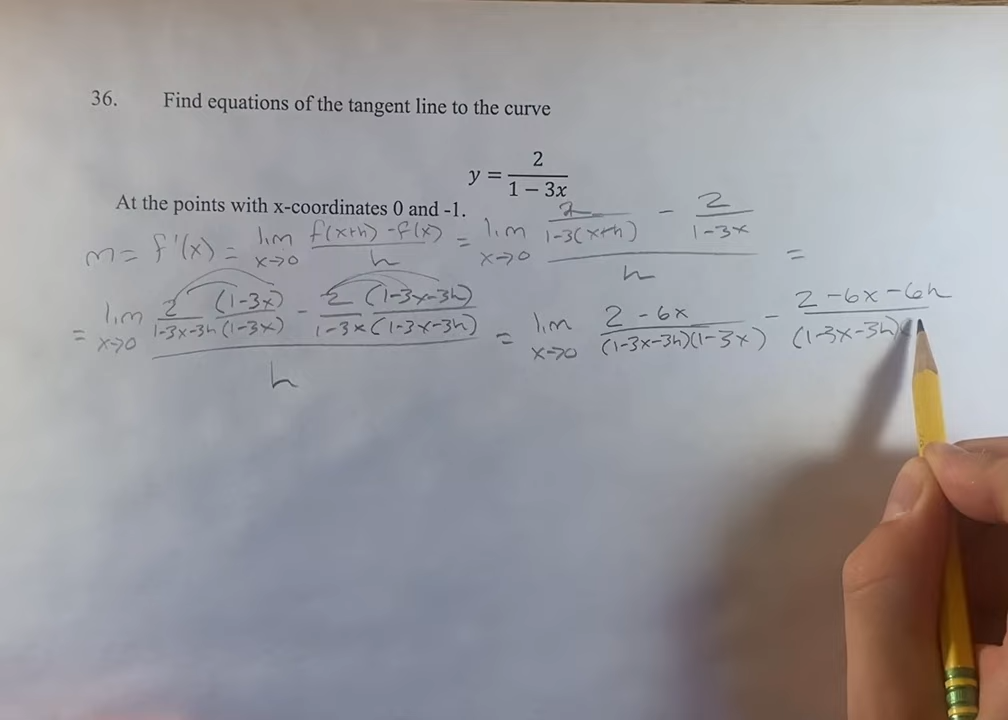 36. Find equations of the tangent line to the curve
y = 2 / (1 − 3x)
At the points with x-coordinates 0 and -1.
m = f'(x) = lim x→0 (f(x+h) - f(x)) / h = lim x→0 (2 / (1-3(x+h)) - 2 / (1-3x)) / h =
= lim x→0 (2 (1-3x) / 1-3x-3h (1-3x) - 2 (1-3x-3h) / 1-3x (1-3x-3h)) / h = lim x→0 2-6x / (1-3x-3h)(1-3x) - 2-6x-6h / (1-3x-3h)(